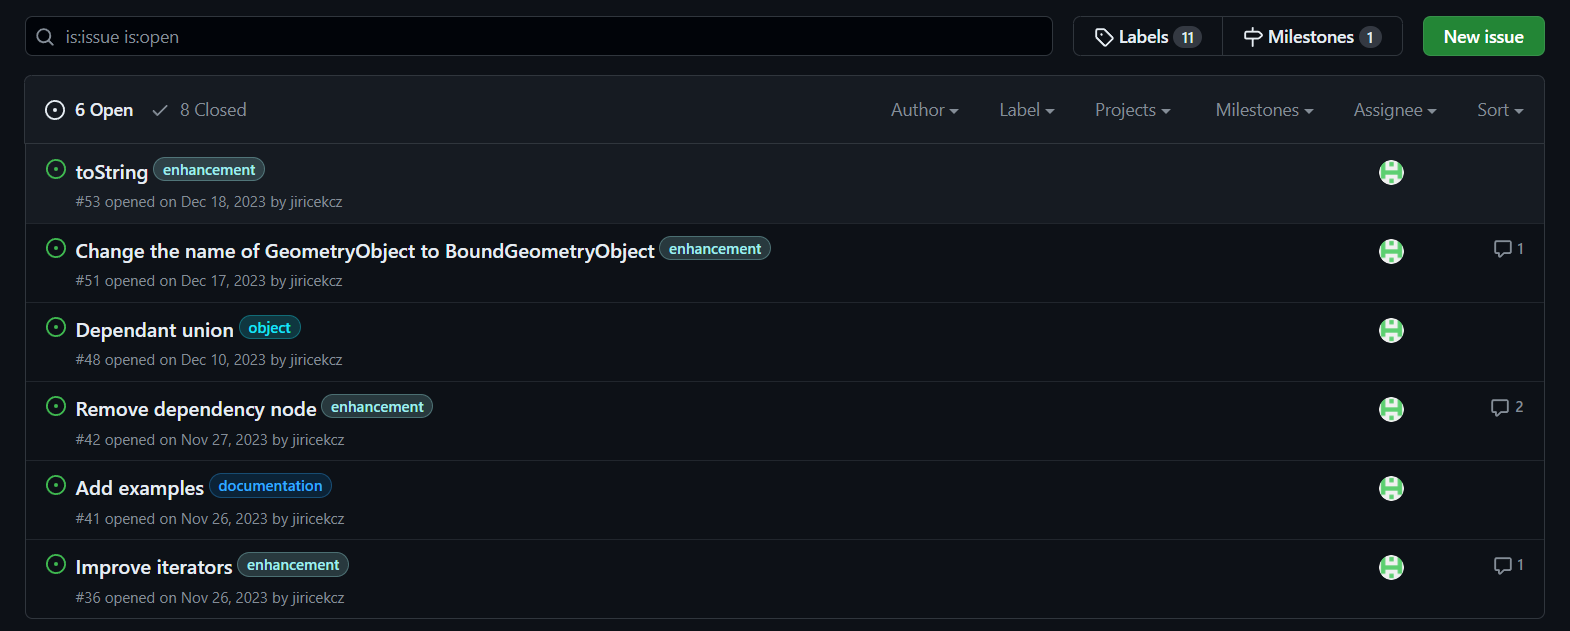 is:issue is:open Labels 11 Milestones 1 New issue
6 Open 8 Closed Author Label Projects Milestones Assignee Sort
toString enhancement
#53 opened on Dec 18, 2023 by jiricekcz
Change the name of GeometryObject to BoundGeometryObject enhancement 1
#51 opened on Dec 17, 2023 by jiricekcz
Dependant union object
#48 opened on Dec 10, 2023 by jiricekcz
Remove dependency node enhancement 2
#42 opened on Nov 27, 2023 by jiricekcz
Add examples documentation
#41 opened on Nov 26, 2023 by jiricekcz
Improve iterators enhancement 1
#36 opened on Nov 26, 2023 by jiricekcz